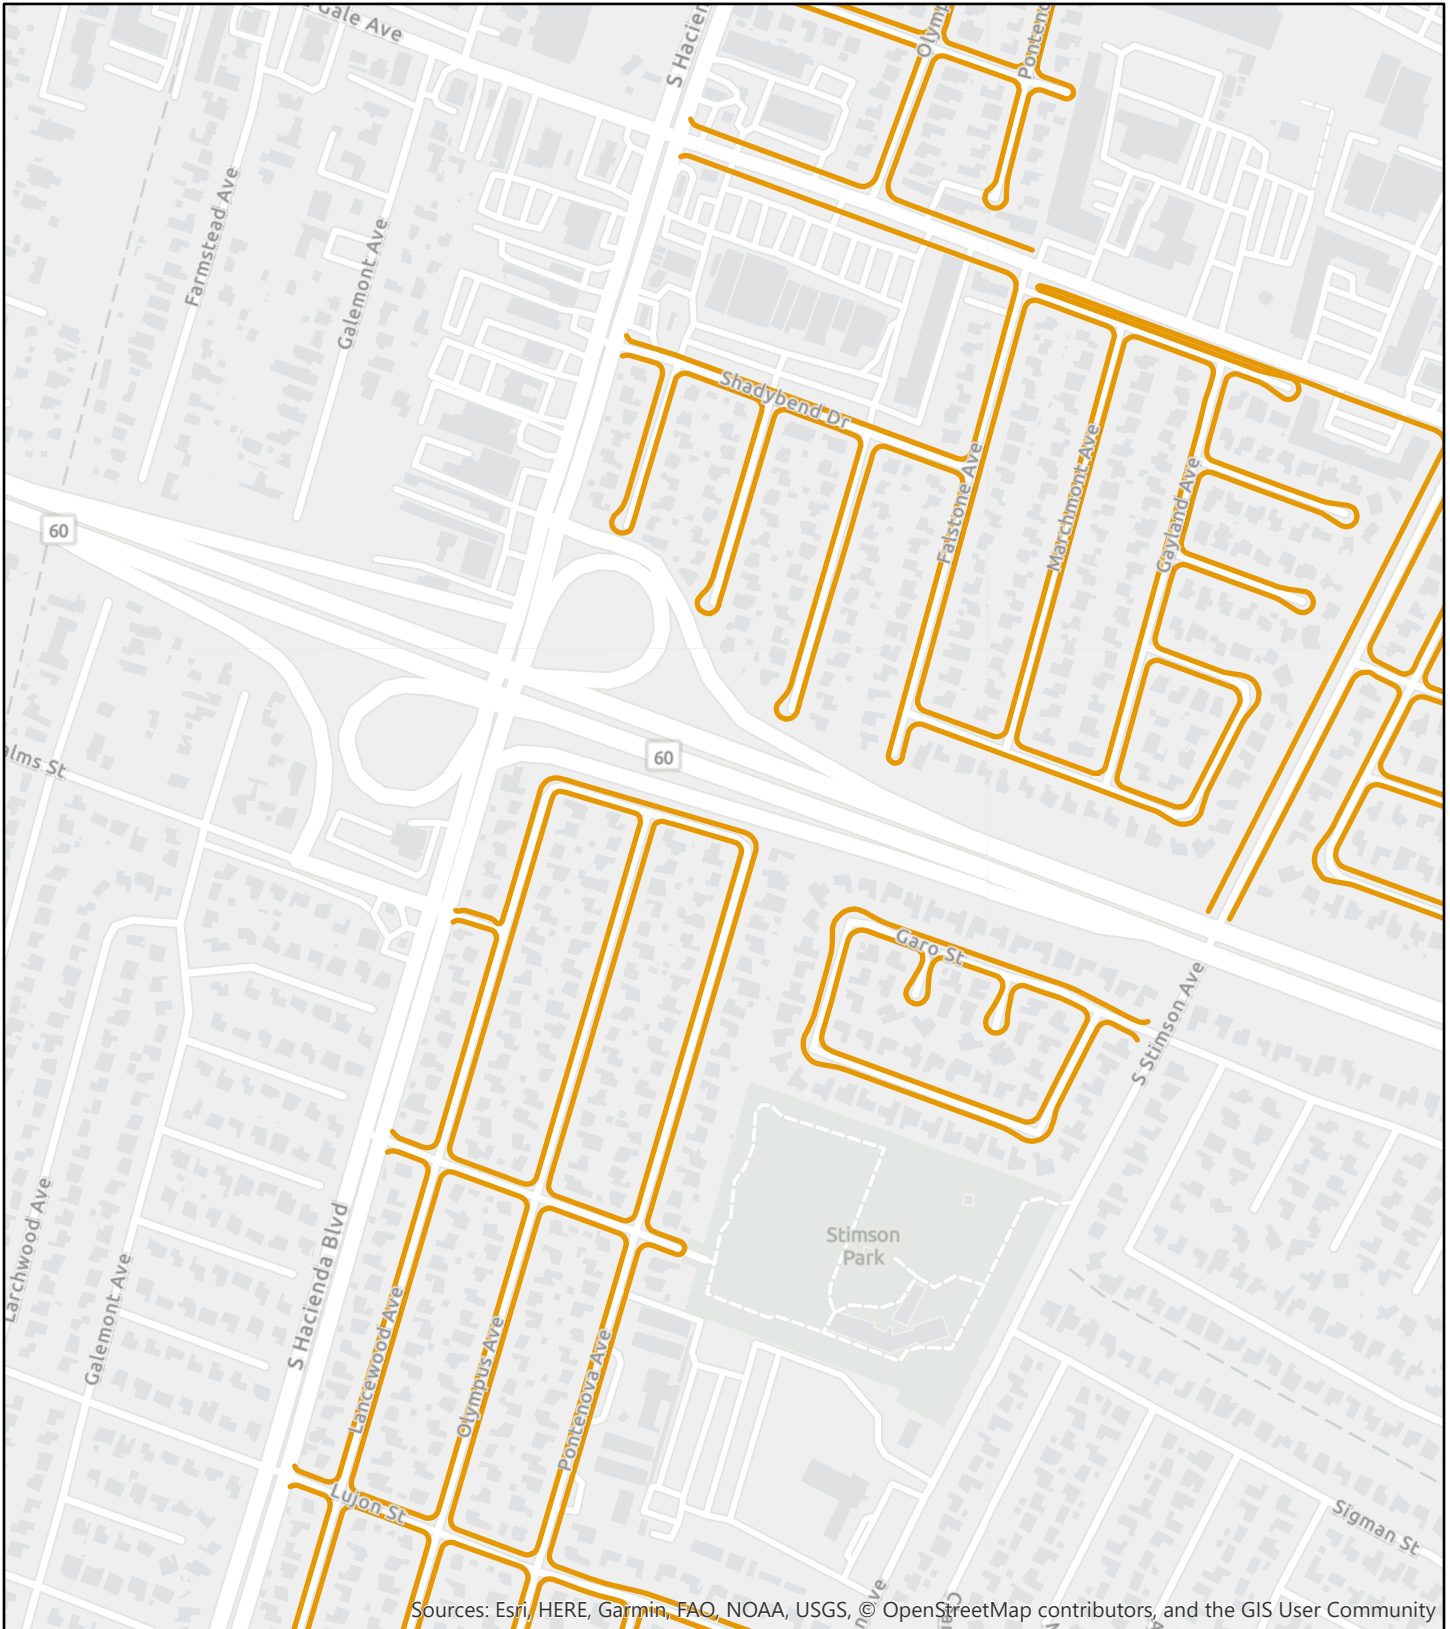 Gale Ave
S Hacien
Olymp
Ponteno
Farmstead Ave
Galemont Ave
Shadybend Dr
Falstone Ave
Marchmont Ave
Gayland Ave
60
60
alms St
Garo St
S Stimson Ave
Larchwood Ave
Galemont Ave
S Hacienda Blvd
Lancewood Ave
Olympus Ave
Pontenova Ave
Stimson
Park
Lujon St
Sigman St
n Ave
Sources: Esri, HERE, Garmin, FAO, NOAA, USGS, © OpenStreetMap contributors, and the GIS User Community